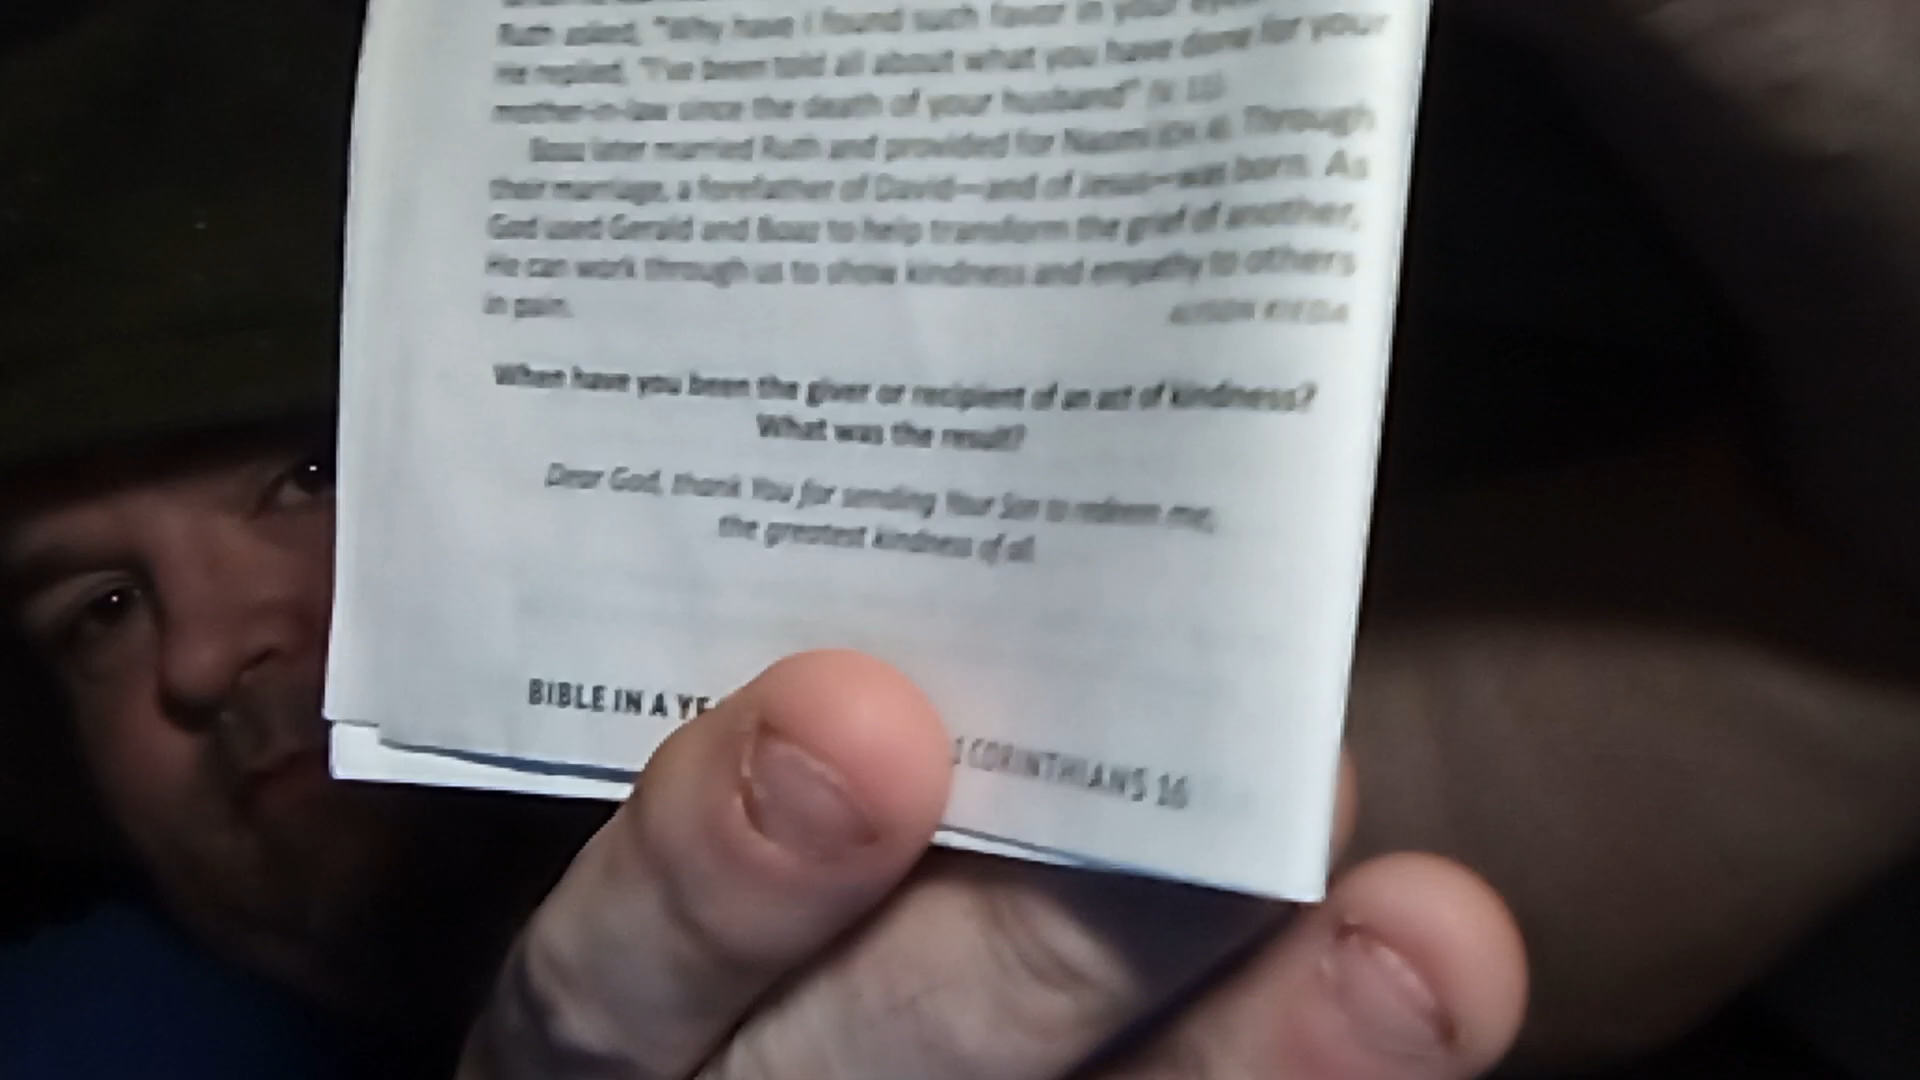 Ruth asked, "Why have I found such favor in your eyes
He replied, "I've been told all about what you have done for your
mother-in-law since the death of your husband" (v. 11).
Boaz later married Ruth and provided for Naomi (ch. 4). Through
their marriage, a forefather of David—and of Jesus—was born. As
God used Gerald and Boaz to help transform the grief of another,
He can work through us to show kindness and empathy to others
in pain.
When have you been the giver or recipient of an act of kindness?
What was the result?
Dear God, thank You for sending Your Son to redeem me,
the greatest kindness of all.
BIBLE IN A YE
CORINTHIANS 16